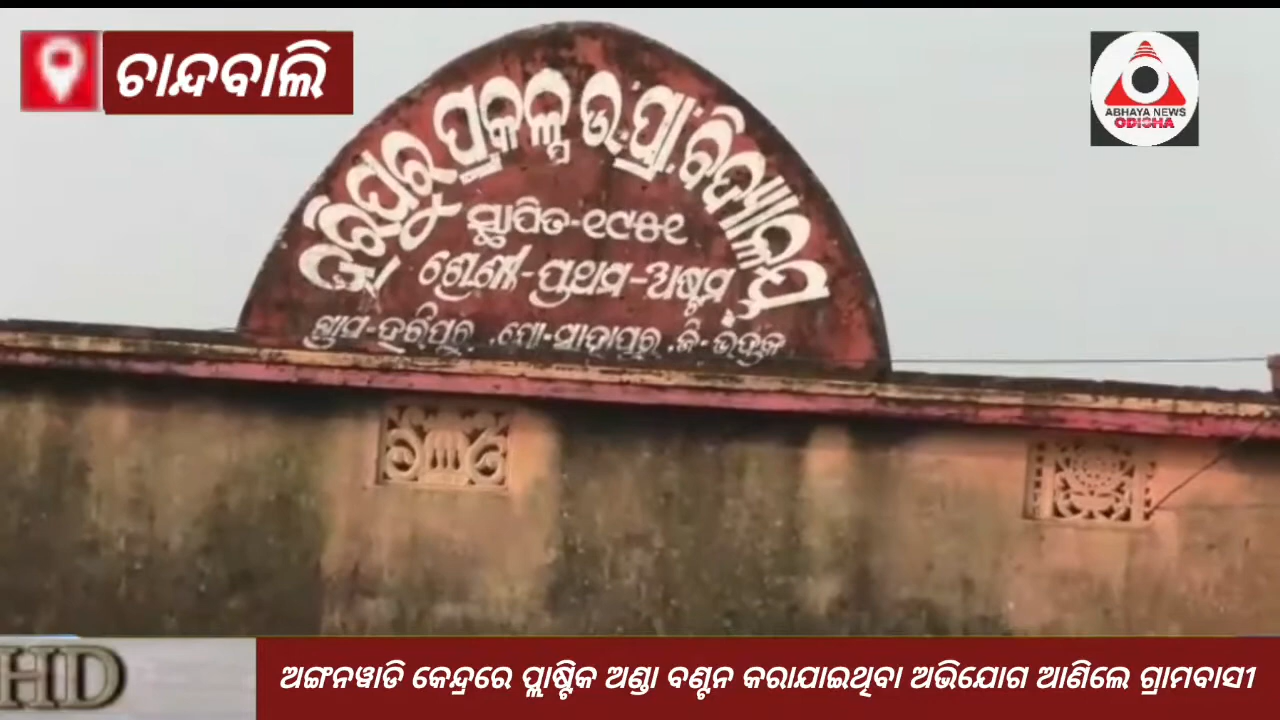 ଚାନ୍ଦବାଲି
ABHAYA NEWS
ODISHA
ହରିପୁର ପ୍ରକଳ୍ପ ଉ.ପ୍ରା.ବିଦ୍ୟାଳୟ
ସ୍ଥାପିତ-୧୯୫୧
ଶ୍ରେଣୀ-ପ୍ରଥମ-ଅଷ୍ଟମ
ଗ୍ରାମ-ହରିପୁର, ପୋ-ସାହାପୁର, ଜି-ଭଦ୍ରକ
HD
ଅଙ୍ଗନୱାଡି କେନ୍ଦ୍ରରେ ପ୍ଲାଷ୍ଟିକ ଅଣ୍ଡା ବଣ୍ଟନ କରାଯାଇଥିବା ଅଭିଯୋଗ ଆଣିଲେ ଗ୍ରାମବାସୀ